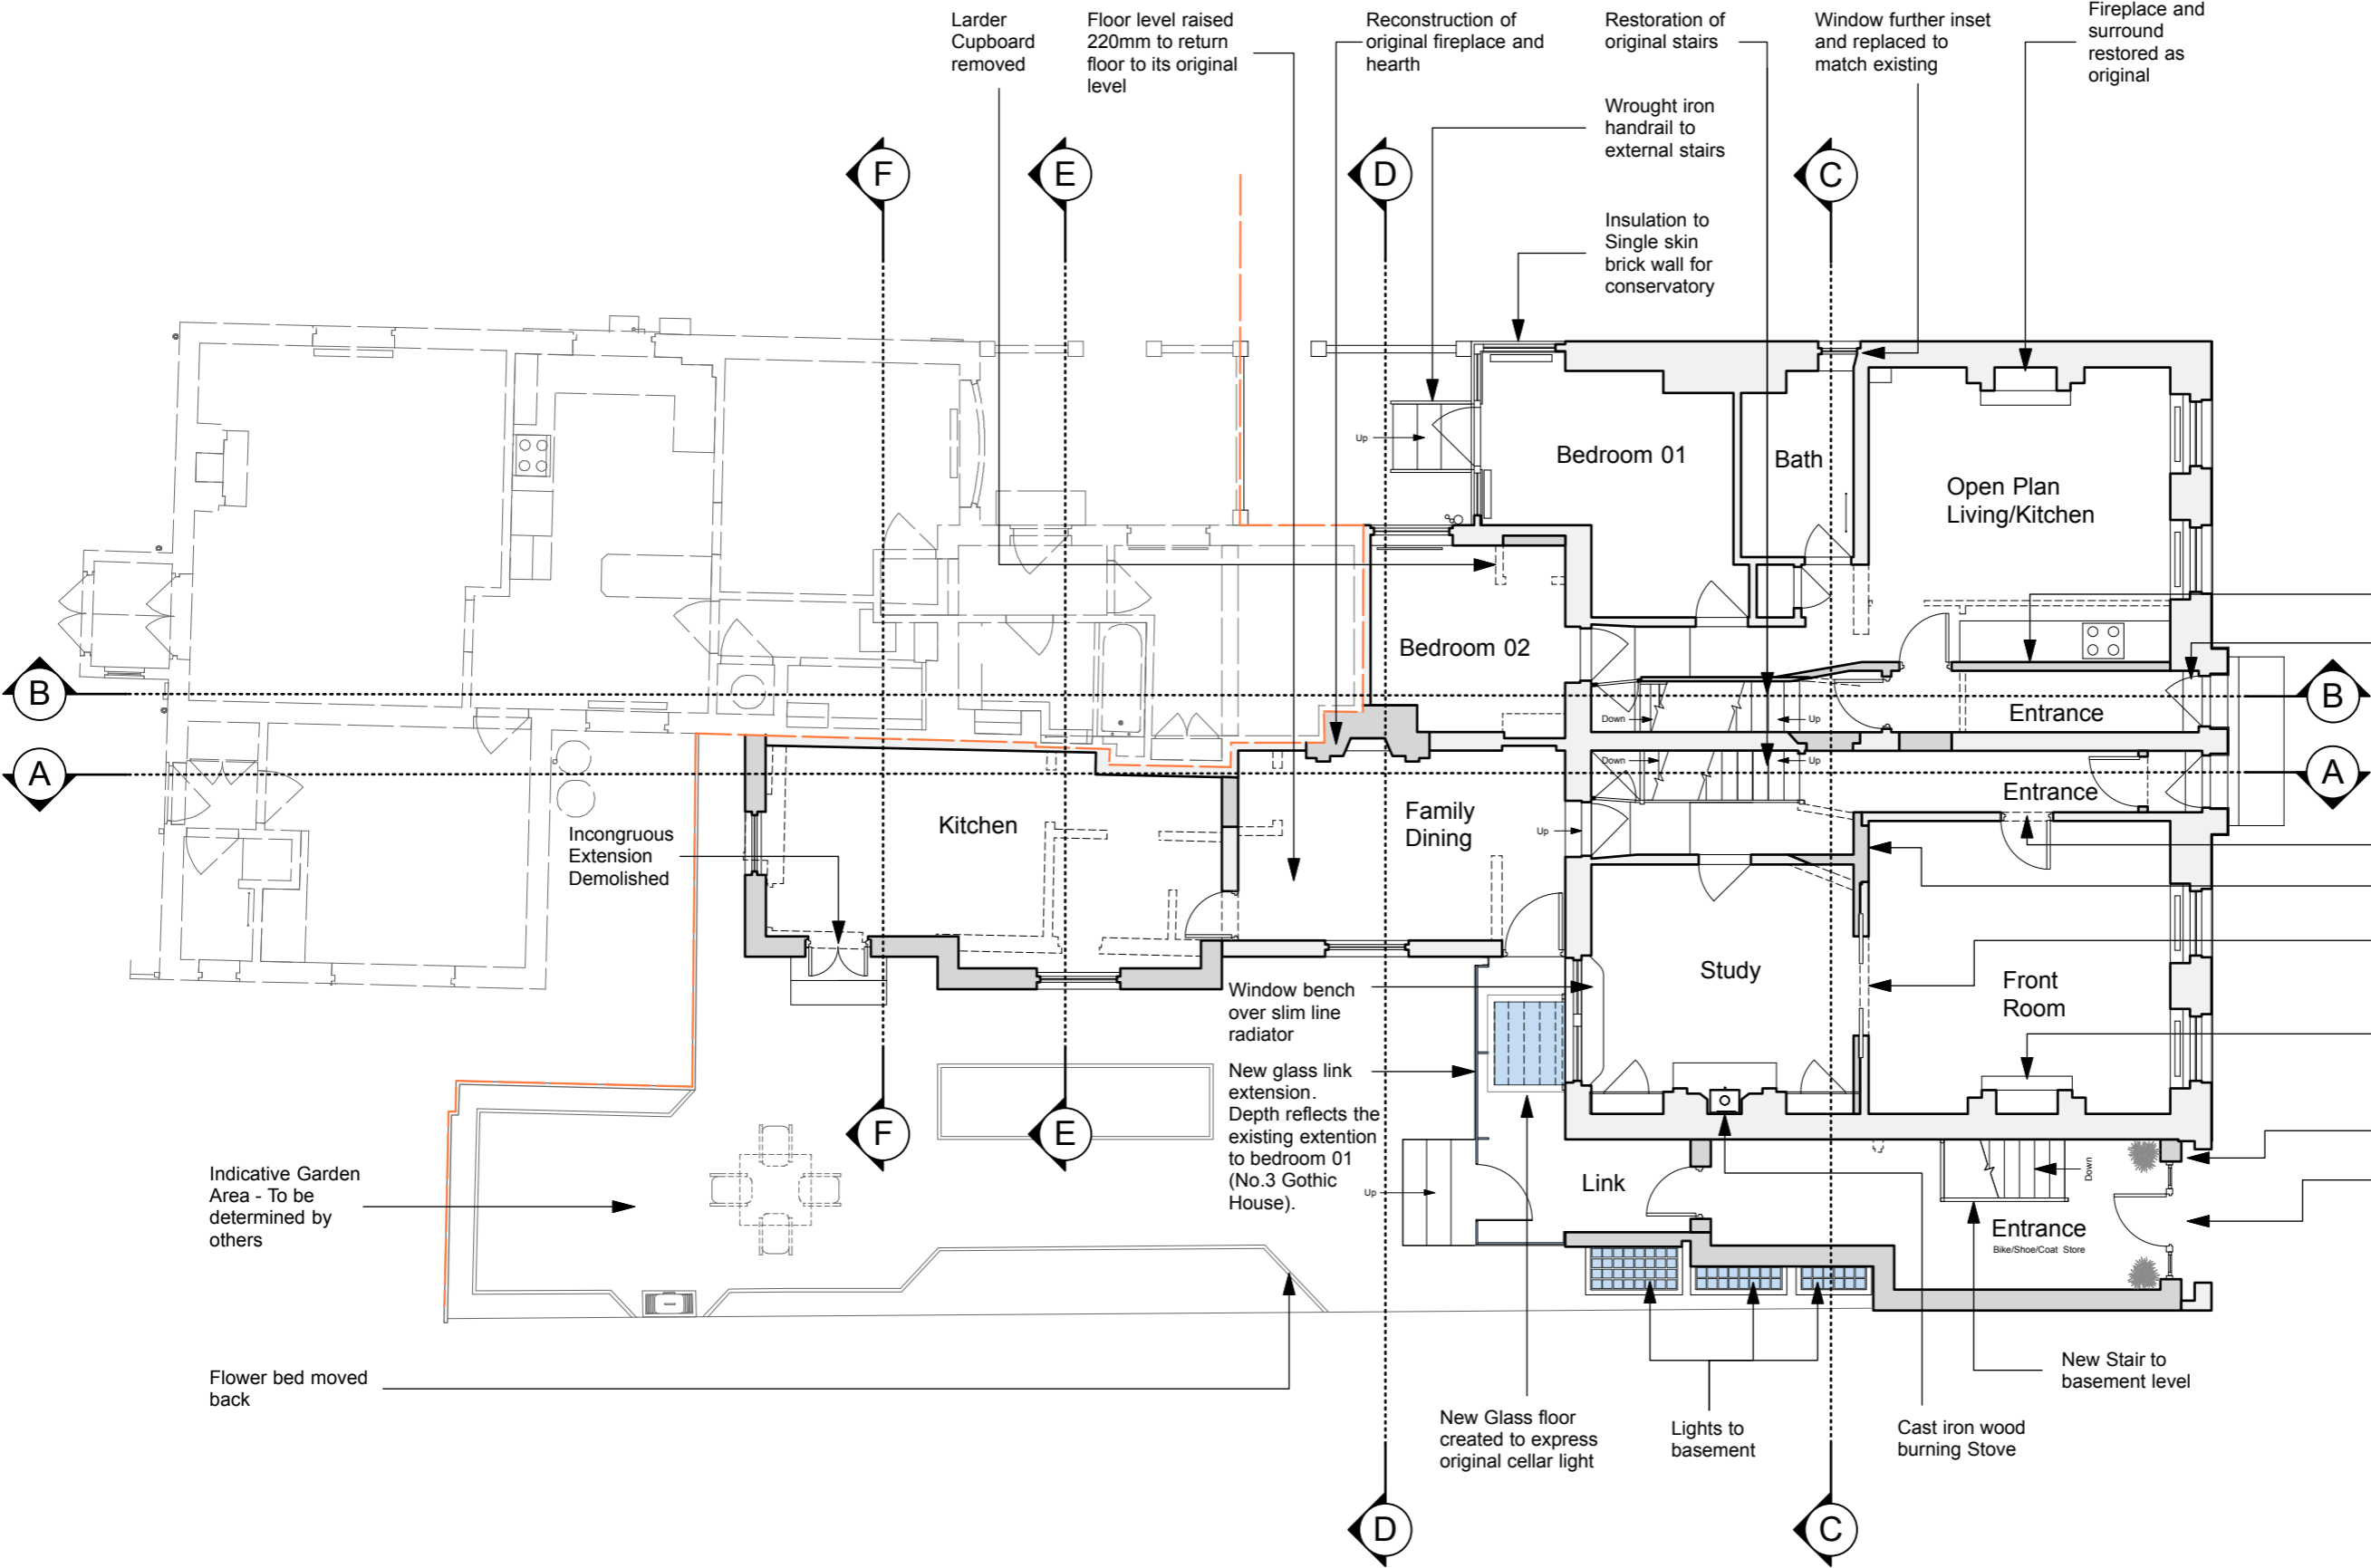 Larder
Cupboard
removed
Floor level raised
220mm to return
floor to its original
level
Reconstruction of
original fireplace and
hearth
Restoration of
original stairs
Window further inset
and replaced to
match existing
Fireplace and
surround
restored as
original
Wrought iron
handrail to
external stairs
Insulation to
Single skin
brick wall for
conservatory
F
E
D
C
Up
Bedroom 01
Bath
Open Plan
Living/Kitchen
Bedroom 02
B
B
Down
Up
Entrance
A
A
Down
Up
Entrance
Kitchen
Family
Dining
Up
Incongruous
Extension
Demolished
Study
Front
Room
Window bench
over slim line
radiator
New glass link
extension.
Depth reflects the
existing extention
to bedroom 01
(No.3 Gothic
House).
F
E
Up
Link
Down
Entrance
Bike/Shoe/Coat Store
Indicative Garden
Area - To be
determined by
others
Flower bed moved
back
New Glass floor
created to express
original cellar light
Lights to
basement
Cast iron wood
burning Stove
New Stair to
basement level
D
C